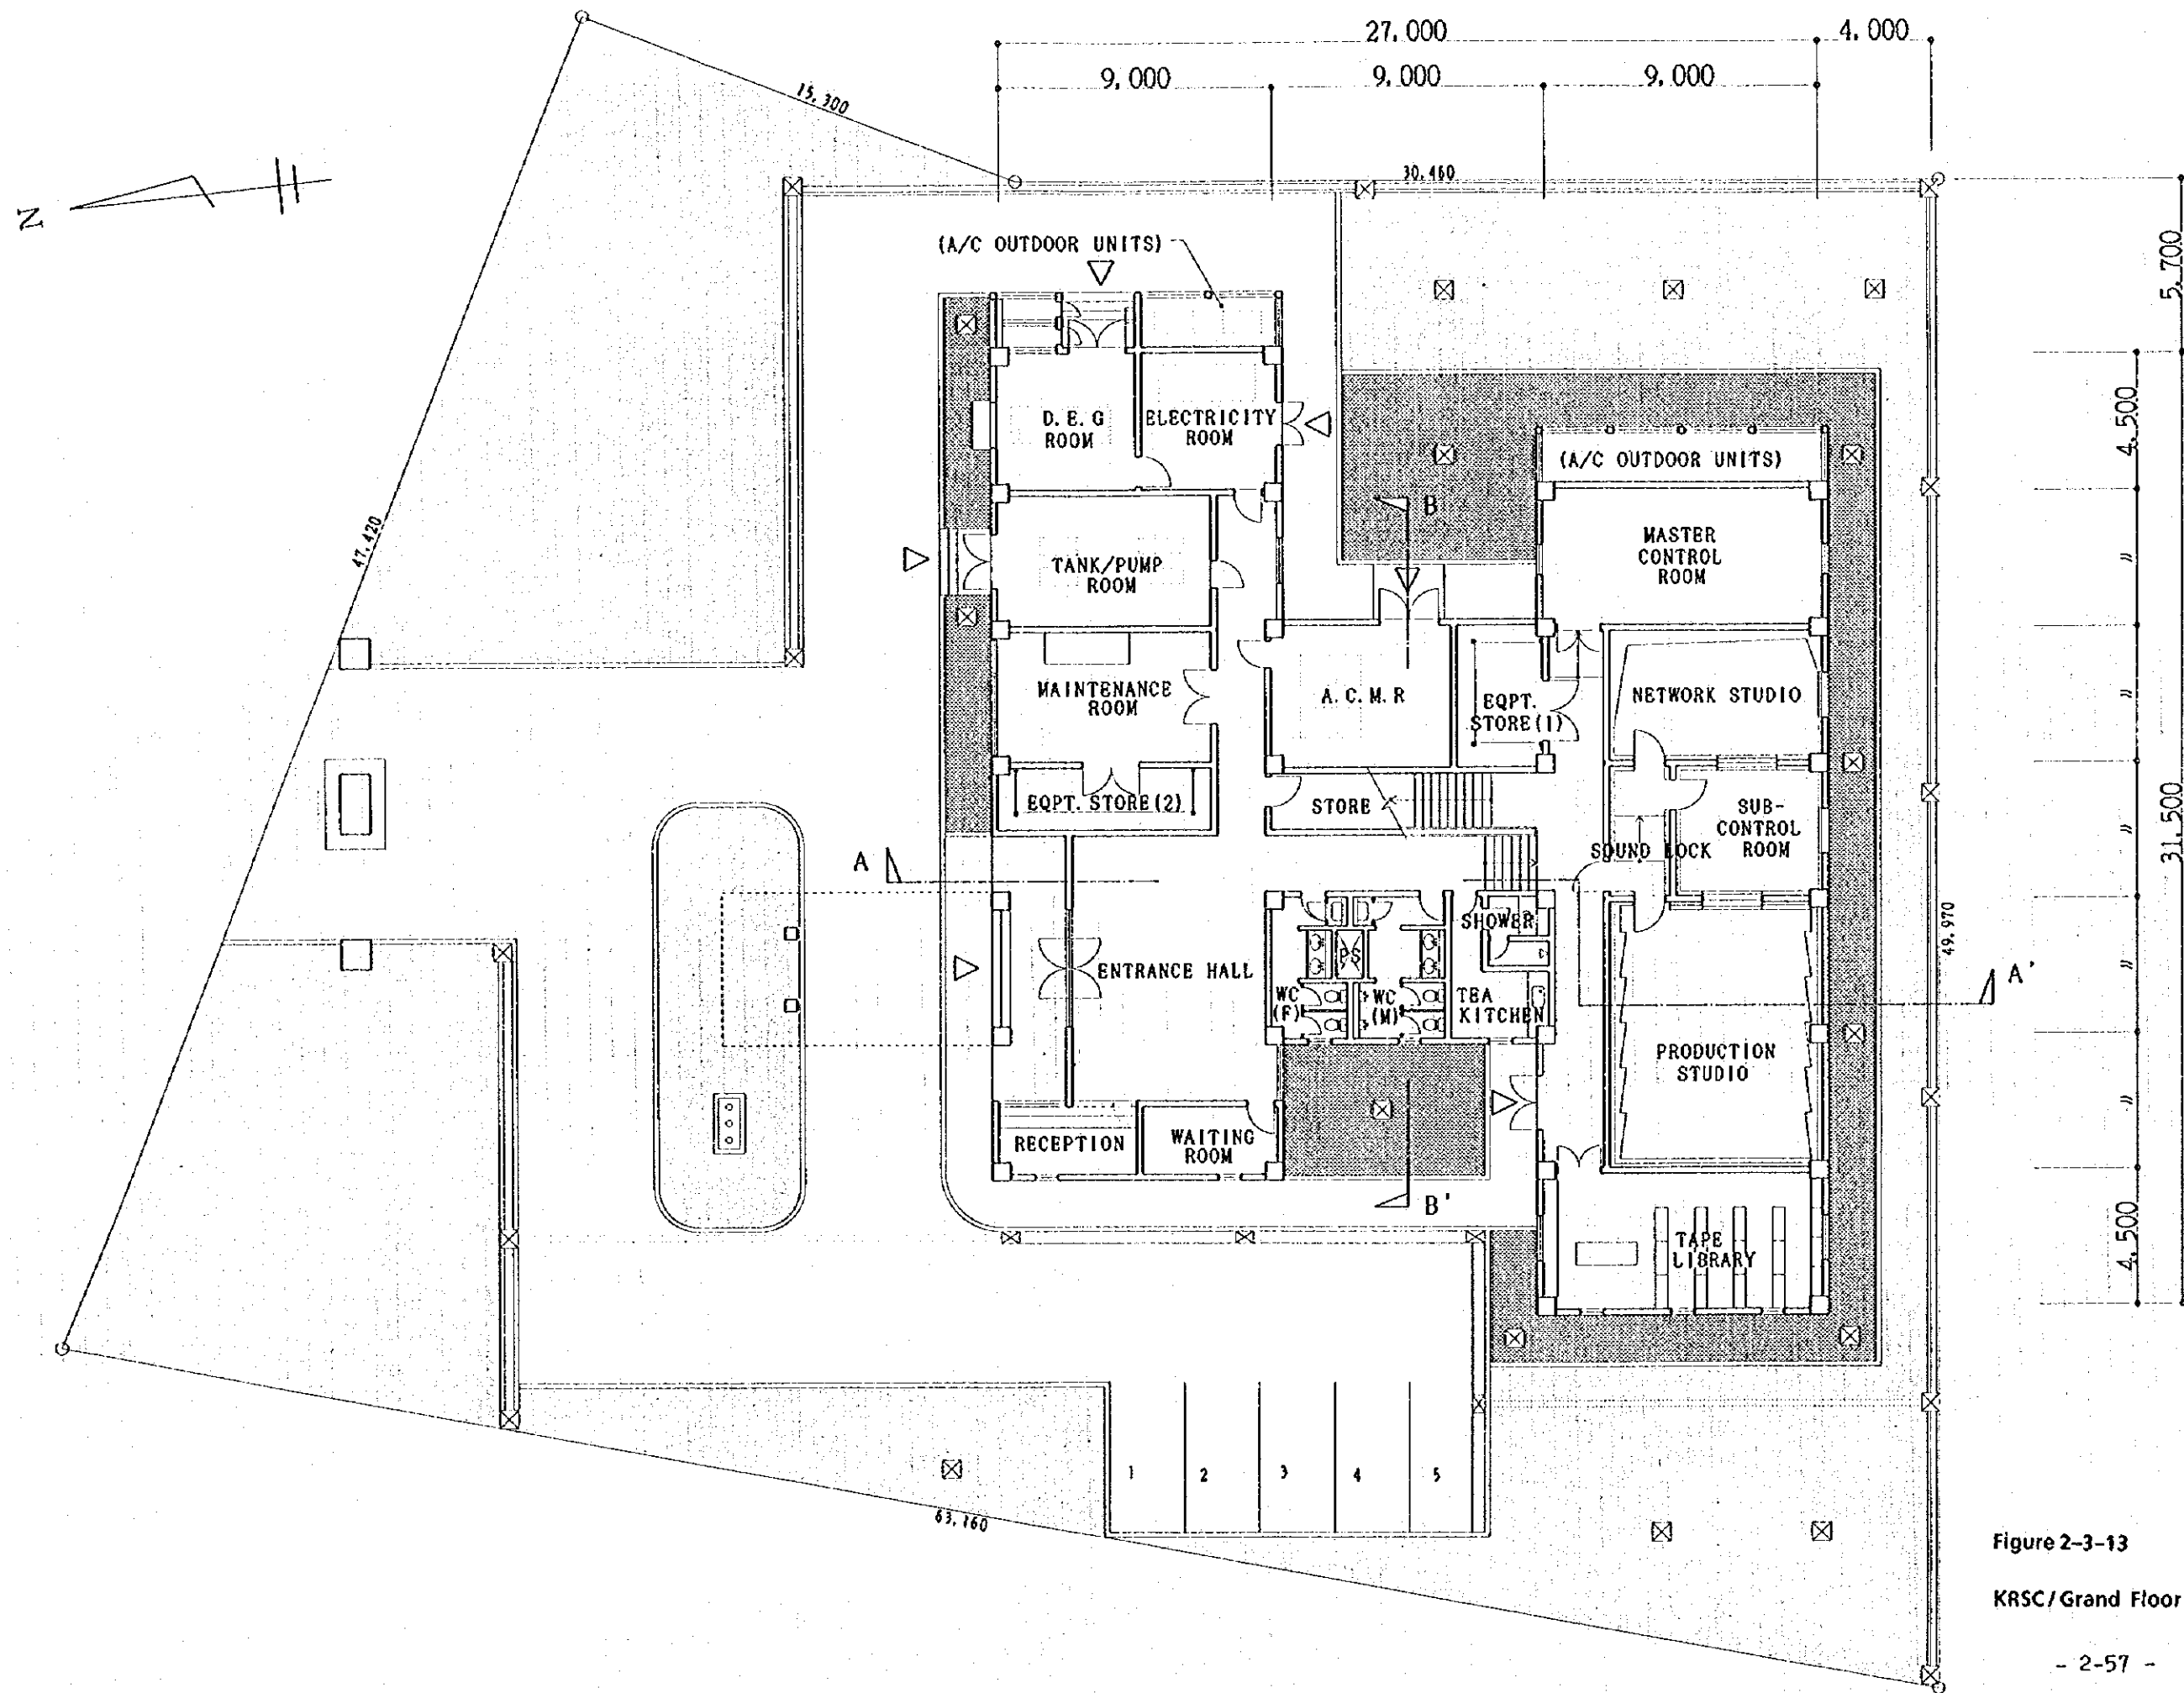 27,000
4,000
9,000
9,000
9,000
15,300
30,460
N
5,700
(A/C OUTDOOR UNITS)
4,500
D.E.G
ROOM
ELECTRICITY
ROOM
(A/C OUTDOOR UNITS)
B
MASTER
CONTROL
ROOM
47,420
TANK/PUMP
ROOM
"
MAINTENANCE
ROOM
A.C.M.R
EQPT.
STORE(1)
NETWORK STUDIO
"
EQPT. STORE(2)
STORE
SUB-
CONTROL
ROOM
"
31,500
SOUND LOCK
A
SHOWER
49,970
PS
ENTRANCE HALL
"
A'
WC
(F)
WC
(M)
TEA
KITCHEN
PRODUCTION
STUDIO
"
RECEPTION
WAITING
ROOM
B'
4,500
TAPE
LIBRARY
1
2
3
4
5
63,160
Figure 2-3-13
KRSC/Grand Floor
- 2-57 -